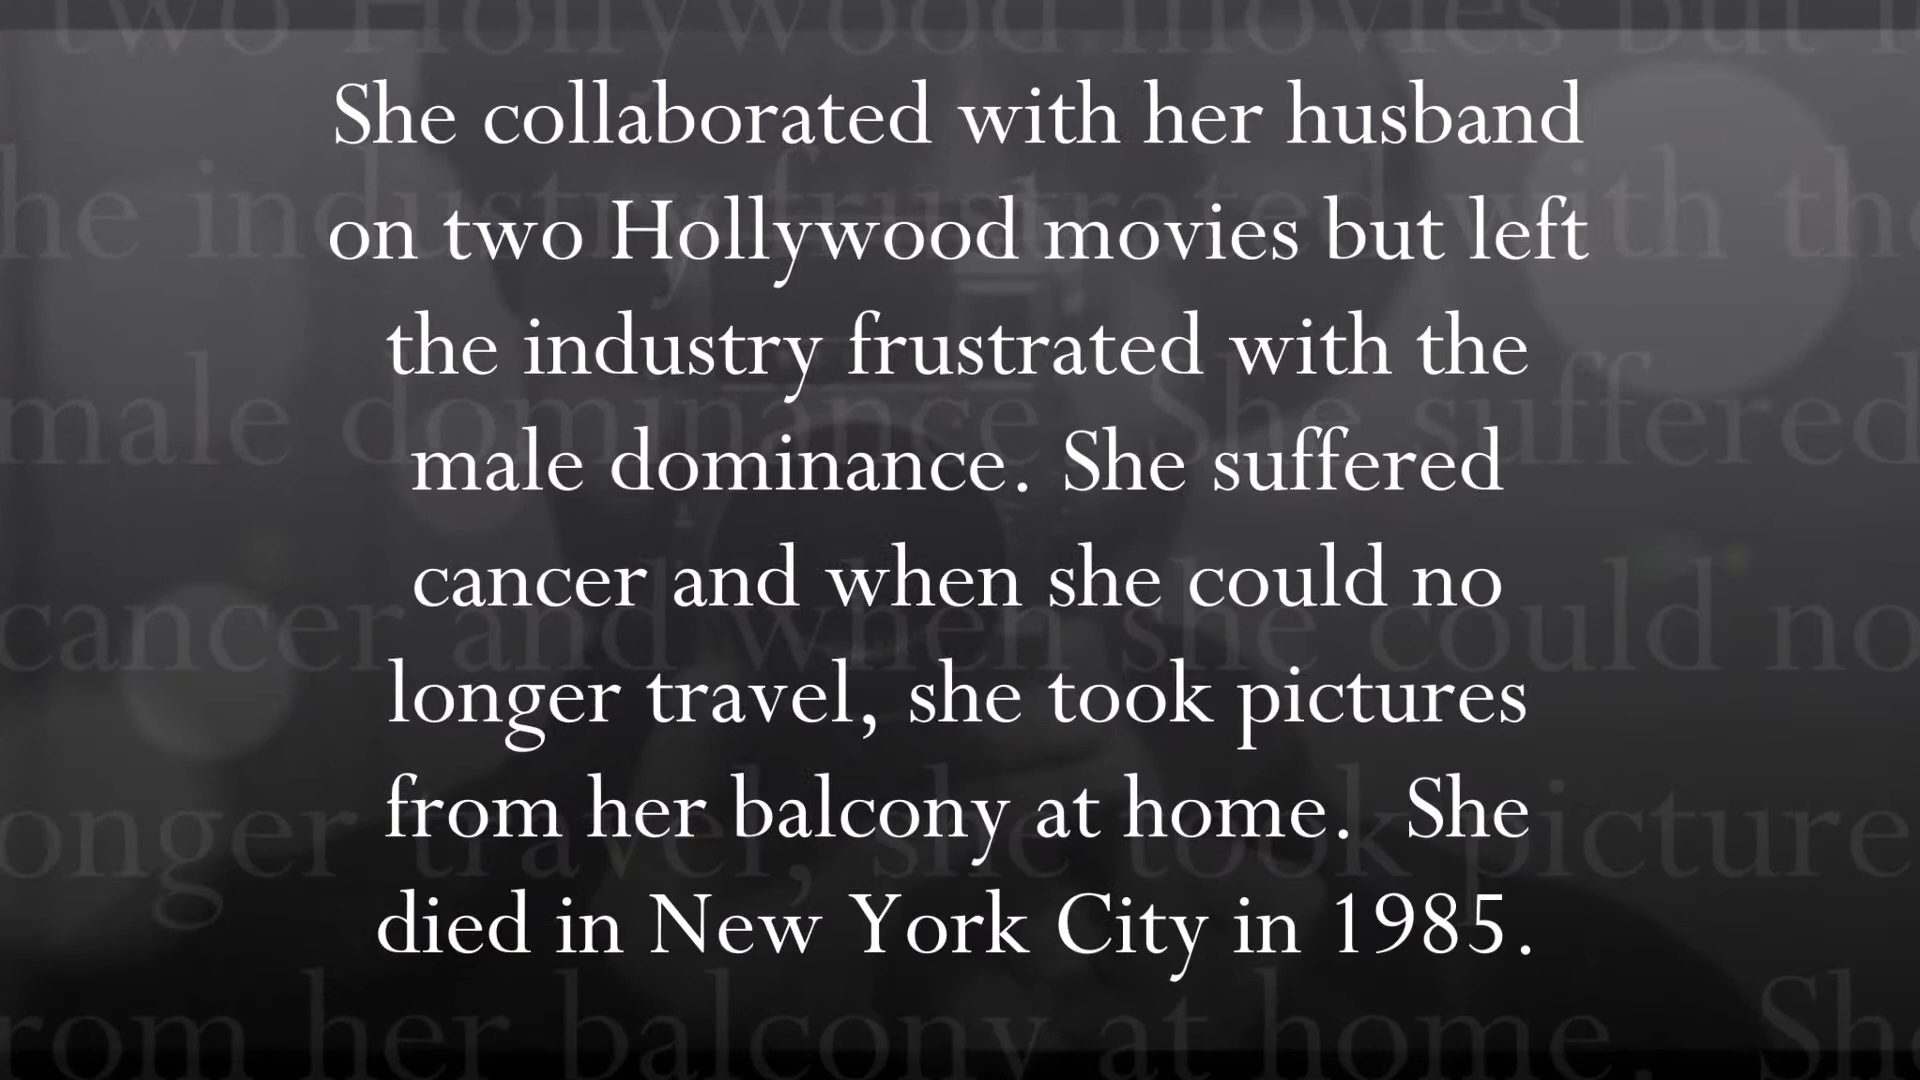 She collaborated with her husband
on two Hollywood movies but left
the industry frustrated with the
male dominance. She suffered
cancer and when she could no
longer travel, she took pictures
from her balcony at home.  She
died in New York City in 1985.